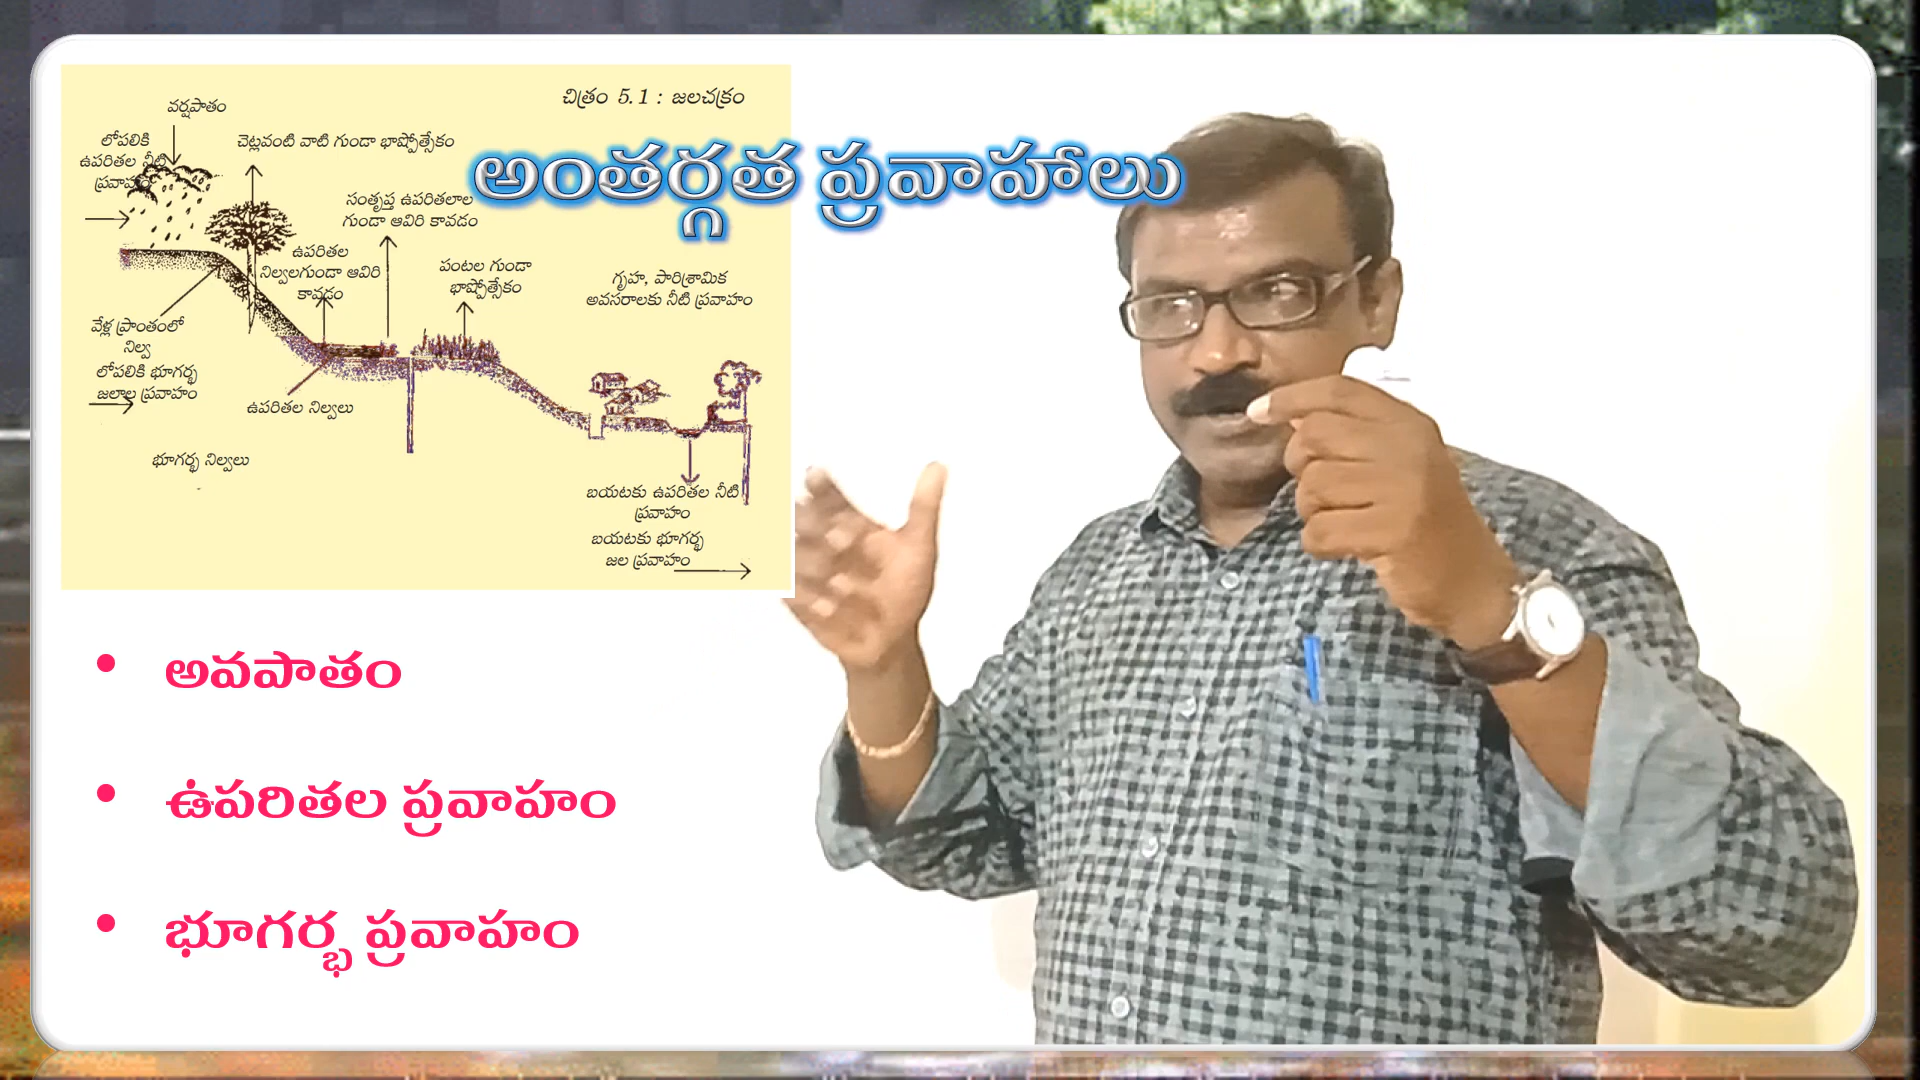 చిత్రం 5.1 : జలచక్రం
అంతర్గత ప్రవాహాలు
వర్షపాతం
లోపలికి
ఉపరితల నీటి
ప్రవాహం
చెట్లవంటి వాటి గుండా భాష్పోత్సేకం
సంతృప్త ఉపరితలాల
గుండా ఆవిరి కావడం
ఉపరితల
నిల్వలగుండా ఆవిరి
కావడం
పంటల గుండా
భాష్పోత్సేకం
గృహ, పారిశ్రామిక
అవసరాలకు నీటి ప్రవాహం
వేళ్ల ప్రాంతంలో
నిల్వ
లోపలికి భూగర్భ
జలాల ప్రవాహం
ఉపరితల నిల్వలు
భూగర్భ నిల్వలు
బయటకు ఉపరితల నీటి
ప్రవాహం
బయటకు భూగర్భ
జల ప్రవాహం
• అవపాతం
• ఉపరితల ప్రవాహం
• భూగర్భ ప్రవాహం